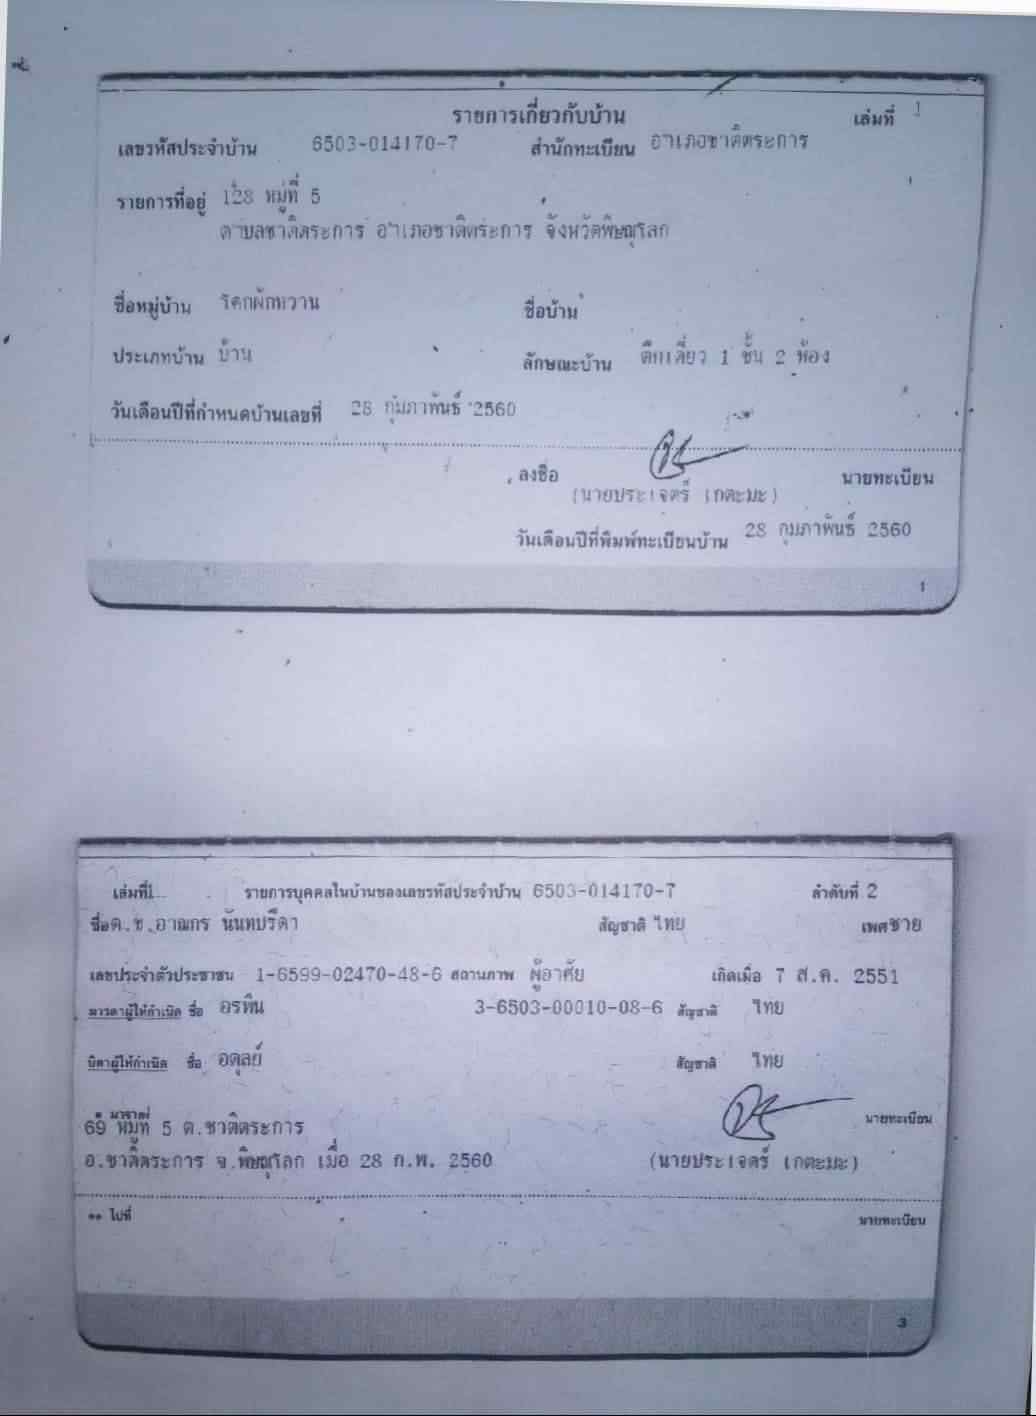 รายการเกี่ยวกับบ้าน เล่มที่ 1
เลขรหัสประจำบ้าน 6503-014170-7 สำนักทะเบียน อำเภอชาติตระการ
รายการที่อยู่ 128 หมู่ที่ 5
ตำบลชาติตระการ อำเภอชาติตระการ จังหวัดพิษณุโลก
ชื่อหมู่บ้าน โคกผักหวาน ชื่อบ้าน
ประเภทบ้าน บ้าน ลักษณะบ้าน ตึกเดี่ยว 1 ชั้น 2 ห้อง
วันเดือนปีที่กำหนดบ้านเลขที่ 28 กุมภาพันธ์ 2560
ลงชื่อ นายทะเบียน
(นายประเจตร์ เกตะมะ)
วันเดือนปีที่พิมพ์ทะเบียนบ้าน 28 กุมภาพันธ์ 2560
1
เล่มที่1 รายการบุคคลในบ้านของเลขรหัสประจำบ้าน 6503-014170-7 ลำดับที่ 2
ชื่อด.ช.อาณกร นันทปรีดา สัญชาติ ไทย เพศชาย
เลขประจำตัวประชาชน 1-6599-02470-48-6 สถานภาพ ผู้อาศัย เกิดเมื่อ 7 ส.ค. 2551
มารดาผู้ให้กำเนิด ชื่อ อรพิน 3-6503-00010-08-6 สัญชาติ ไทย
บิดาผู้ให้กำเนิด ชื่อ อดุลย์ สัญชาติ ไทย
* มาจาก
69 หมู่ที่ 5 ต.ชาติตระการ นายทะเบียน
อ.ชาติตระการ จ.พิษณุโลก เมื่อ 28 ก.พ. 2560 (นายประเจตร์ เกตะมะ)
** ไปที่ นายทะเบียน
3